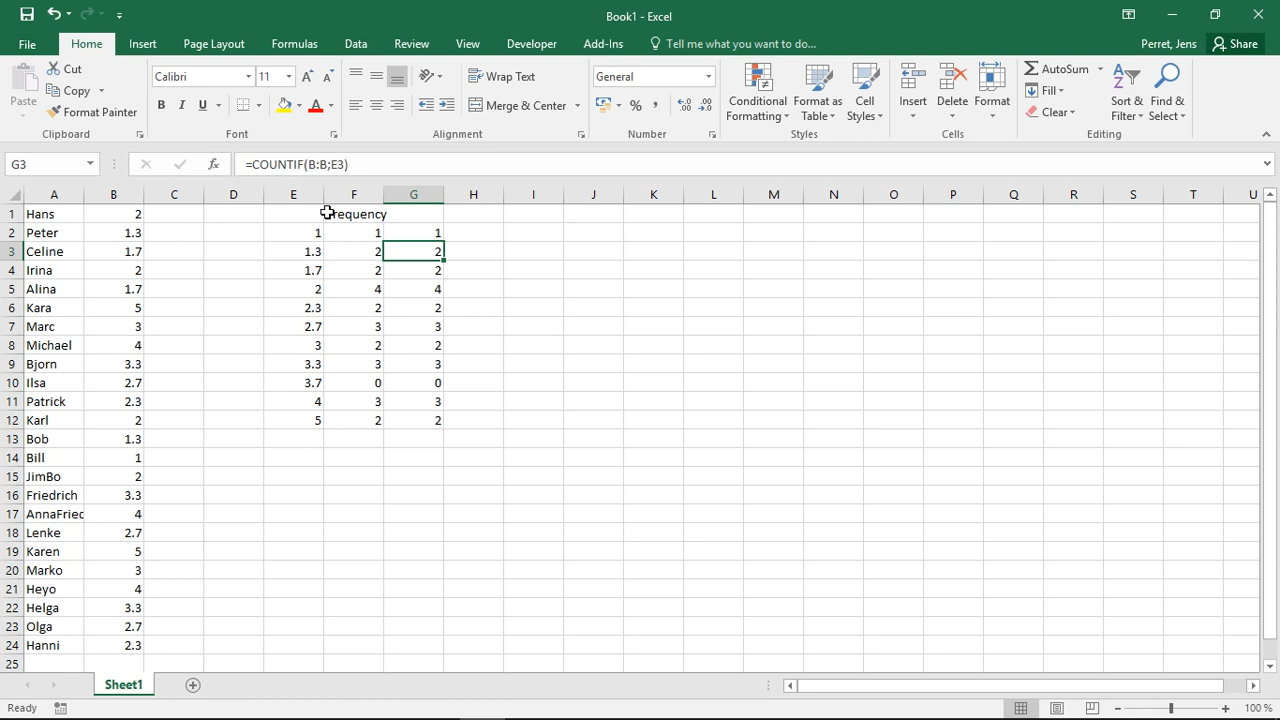 Book1 - Excel
File Home Insert Page Layout Formulas Data Review View Developer Add-Ins Tell me what you want to do... Perret, Jens Share
Paste Cut Copy Format Painter Clipboard
Calibri 11 B I U A Font
Wrap Text Merge & Center Alignment
General % Number
Conditional Formatting Format as Table Cell Styles Styles
Insert Delete Format Cells
AutoSum Fill Clear Sort & Filter Find & Select Editing
G3 fx =COUNTIF(B:B;E3)
A B C D E F G H I J K L M N O P Q R S T U
1 Hans 2 requency
2 Peter 1.3 1 1 1
3 Celine 1.7 1.3 2 2
4 Irina 2 1.7 2 2
5 Alina 1.7 2 4 4
6 Kara 5 2.3 2 2
7 Marc 3 2.7 3 3
8 Michael 4 3 2 2
9 Bjorn 3.3 3.3 3 3
10 Ilsa 2.7 3.7 0 0
11 Patrick 2.3 4 3 3
12 Karl 2 5 2 2
13 Bob 1.3
14 Bill 1
15 JimBo 2
16 Friedrich 3.3
17 AnnaFried 4
18 Lenke 2.7
19 Karen 5
20 Marko 3
21 Heyo 4
22 Helga 3.3
23 Olga 2.7
24 Hanni 2.3
25
Sheet1
Ready 100 %